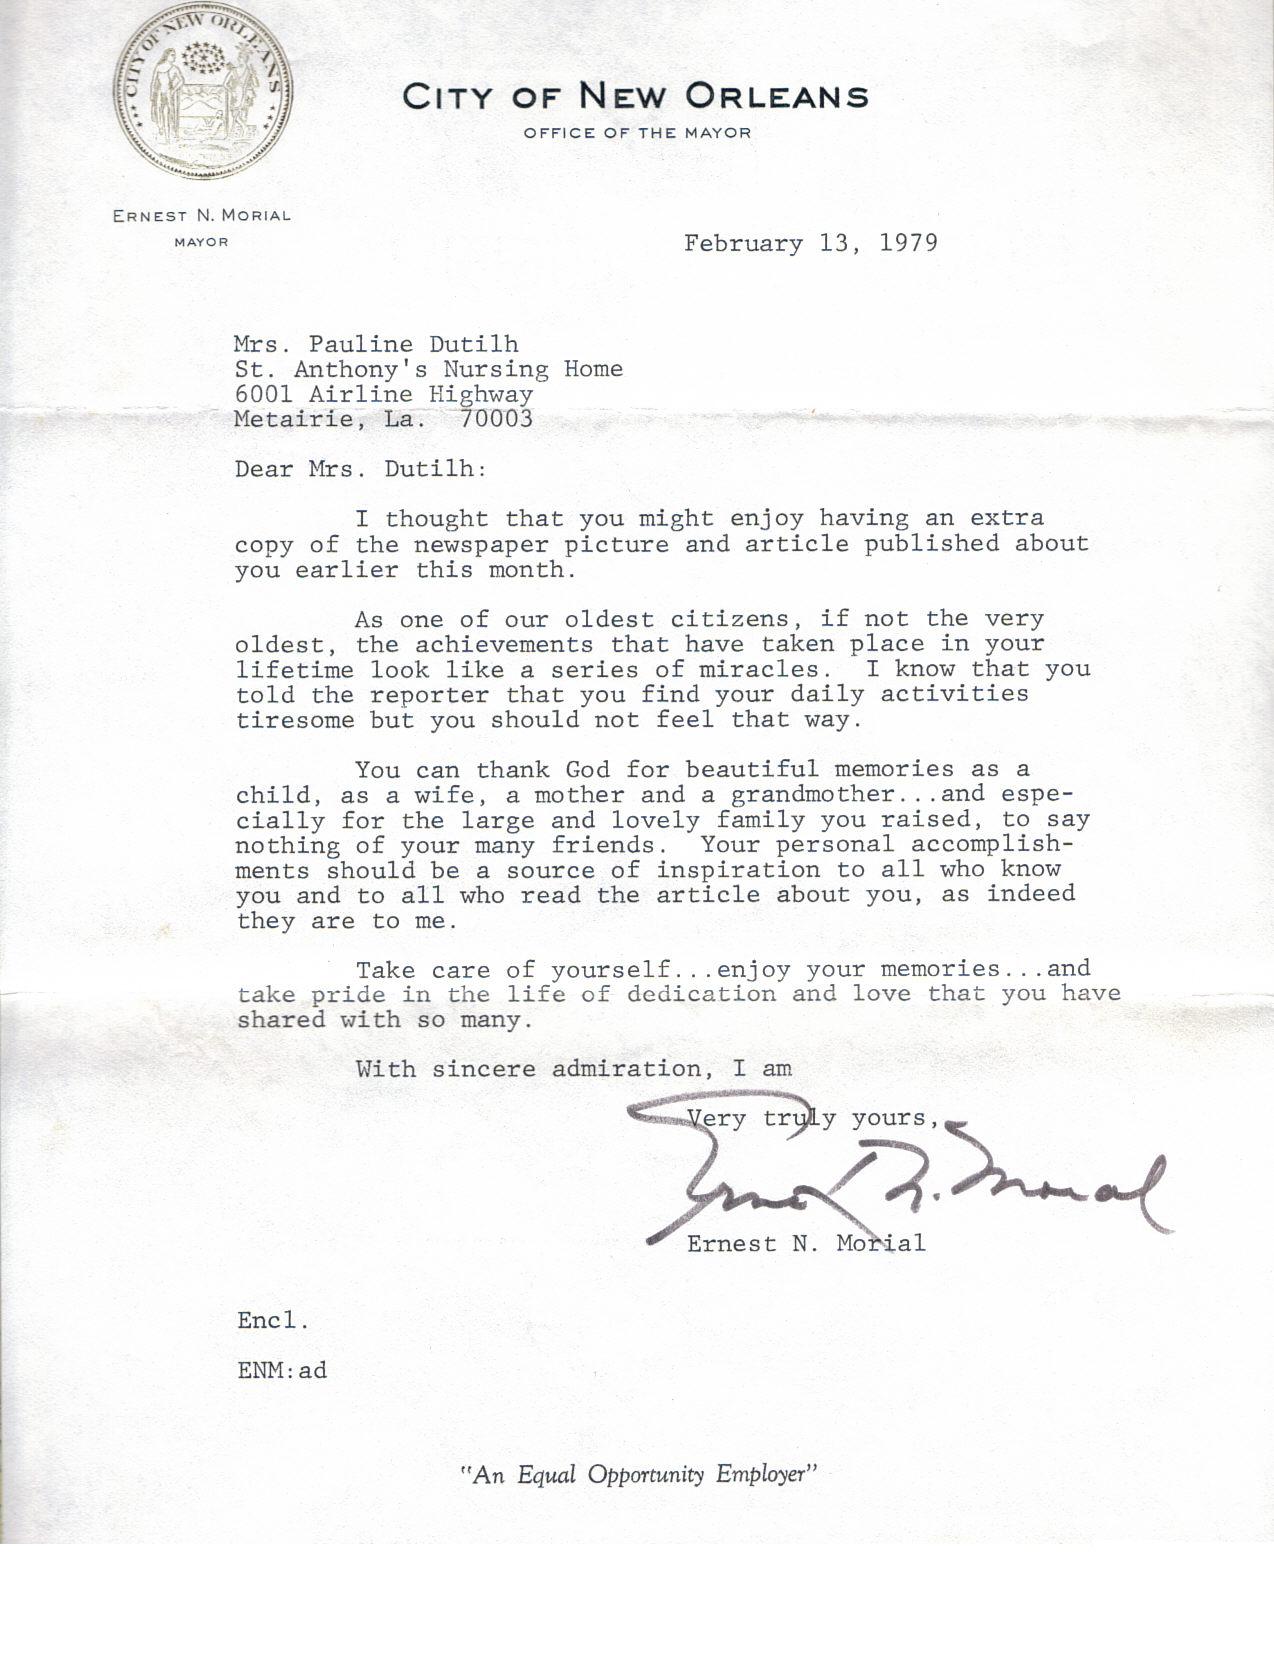 CITY OF NEW ORLEANS
CITY OF NEW ORLEANS
OFFICE OF THE MAYOR
ERNEST N. MORIAL
MAYOR
February 13, 1979
Mrs. Pauline Dutilh
St. Anthony's Nursing Home
6001 Airline Highway
Metairie, La.  70003
Dear Mrs. Dutilh:
I thought that you might enjoy having an extra
copy of the newspaper picture and article published about
you earlier this month.
As one of our oldest citizens, if not the very
oldest, the achievements that have taken place in your
lifetime look like a series of miracles.  I know that you
told the reporter that you find your daily activities
tiresome but you should not feel that way.
You can thank God for beautiful memories as a
child, as a wife, a mother and a grandmother...and espe-
cially for the large and lovely family you raised, to say
nothing of your many friends.  Your personal accomplish-
ments should be a source of inspiration to all who know
you and to all who read the article about you, as indeed
they are to me.
Take care of yourself...enjoy your memories...and
take pride in the life of dedication and love that you have
shared with so many.
With sincere admiration, I am
Very truly yours,
Ernest N. Morial
Ernest N. Morial
Encl.
ENM:ad
"An Equal Opportunity Employer"